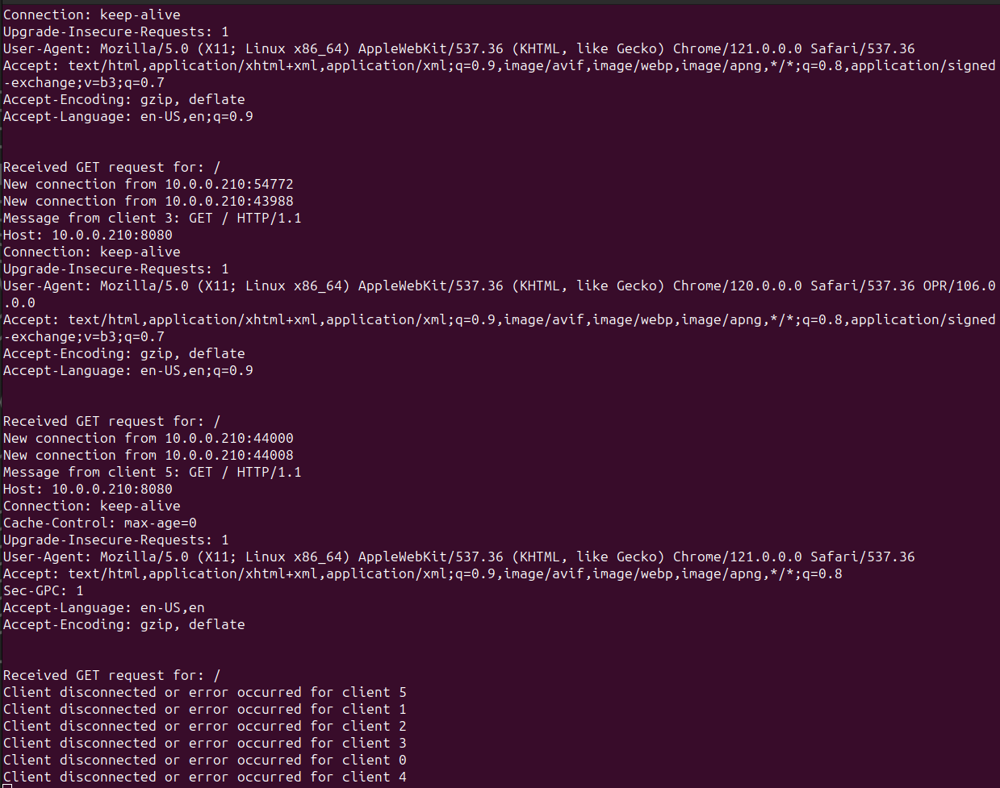 Connection: keep-alive
Upgrade-Insecure-Requests: 1
User-Agent: Mozilla/5.0 (X11; Linux x86_64) AppleWebKit/537.36 (KHTML, like Gecko) Chrome/121.0.0.0 Safari/537.36
Accept: text/html,application/xhtml+xml,application/xml;q=0.9,image/avif,image/webp,image/apng,*/*;q=0.8,application/signed
-exchange;v=b3;q=0.7
Accept-Encoding: gzip, deflate
Accept-Language: en-US,en;q=0.9
Received GET request for: /
New connection from 10.0.0.210:54772
New connection from 10.0.0.210:43988
Message from client 3: GET / HTTP/1.1
Host: 10.0.0.210:8080
Connection: keep-alive
Upgrade-Insecure-Requests: 1
User-Agent: Mozilla/5.0 (X11; Linux x86_64) AppleWebKit/537.36 (KHTML, like Gecko) Chrome/120.0.0.0 Safari/537.36 OPR/106.0
.0.0
Accept: text/html,application/xhtml+xml,application/xml;q=0.9,image/avif,image/webp,image/apng,*/*;q=0.8,application/signed
-exchange;v=b3;q=0.7
Accept-Encoding: gzip, deflate
Accept-Language: en-US,en;q=0.9
Received GET request for: /
New connection from 10.0.0.210:44000
New connection from 10.0.0.210:44008
Message from client 5: GET / HTTP/1.1
Host: 10.0.0.210:8080
Connection: keep-alive
Cache-Control: max-age=0
Upgrade-Insecure-Requests: 1
User-Agent: Mozilla/5.0 (X11; Linux x86_64) AppleWebKit/537.36 (KHTML, like Gecko) Chrome/121.0.0.0 Safari/537.36
Accept: text/html,application/xhtml+xml,application/xml;q=0.9,image/avif,image/webp,image/apng,*/*;q=0.8
Sec-GPC: 1
Accept-Language: en-US,en
Accept-Encoding: gzip, deflate
Received GET request for: /
Client disconnected or error occurred for client 5
Client disconnected or error occurred for client 1
Client disconnected or error occurred for client 2
Client disconnected or error occurred for client 3
Client disconnected or error occurred for client 0
Client disconnected or error occurred for client 4